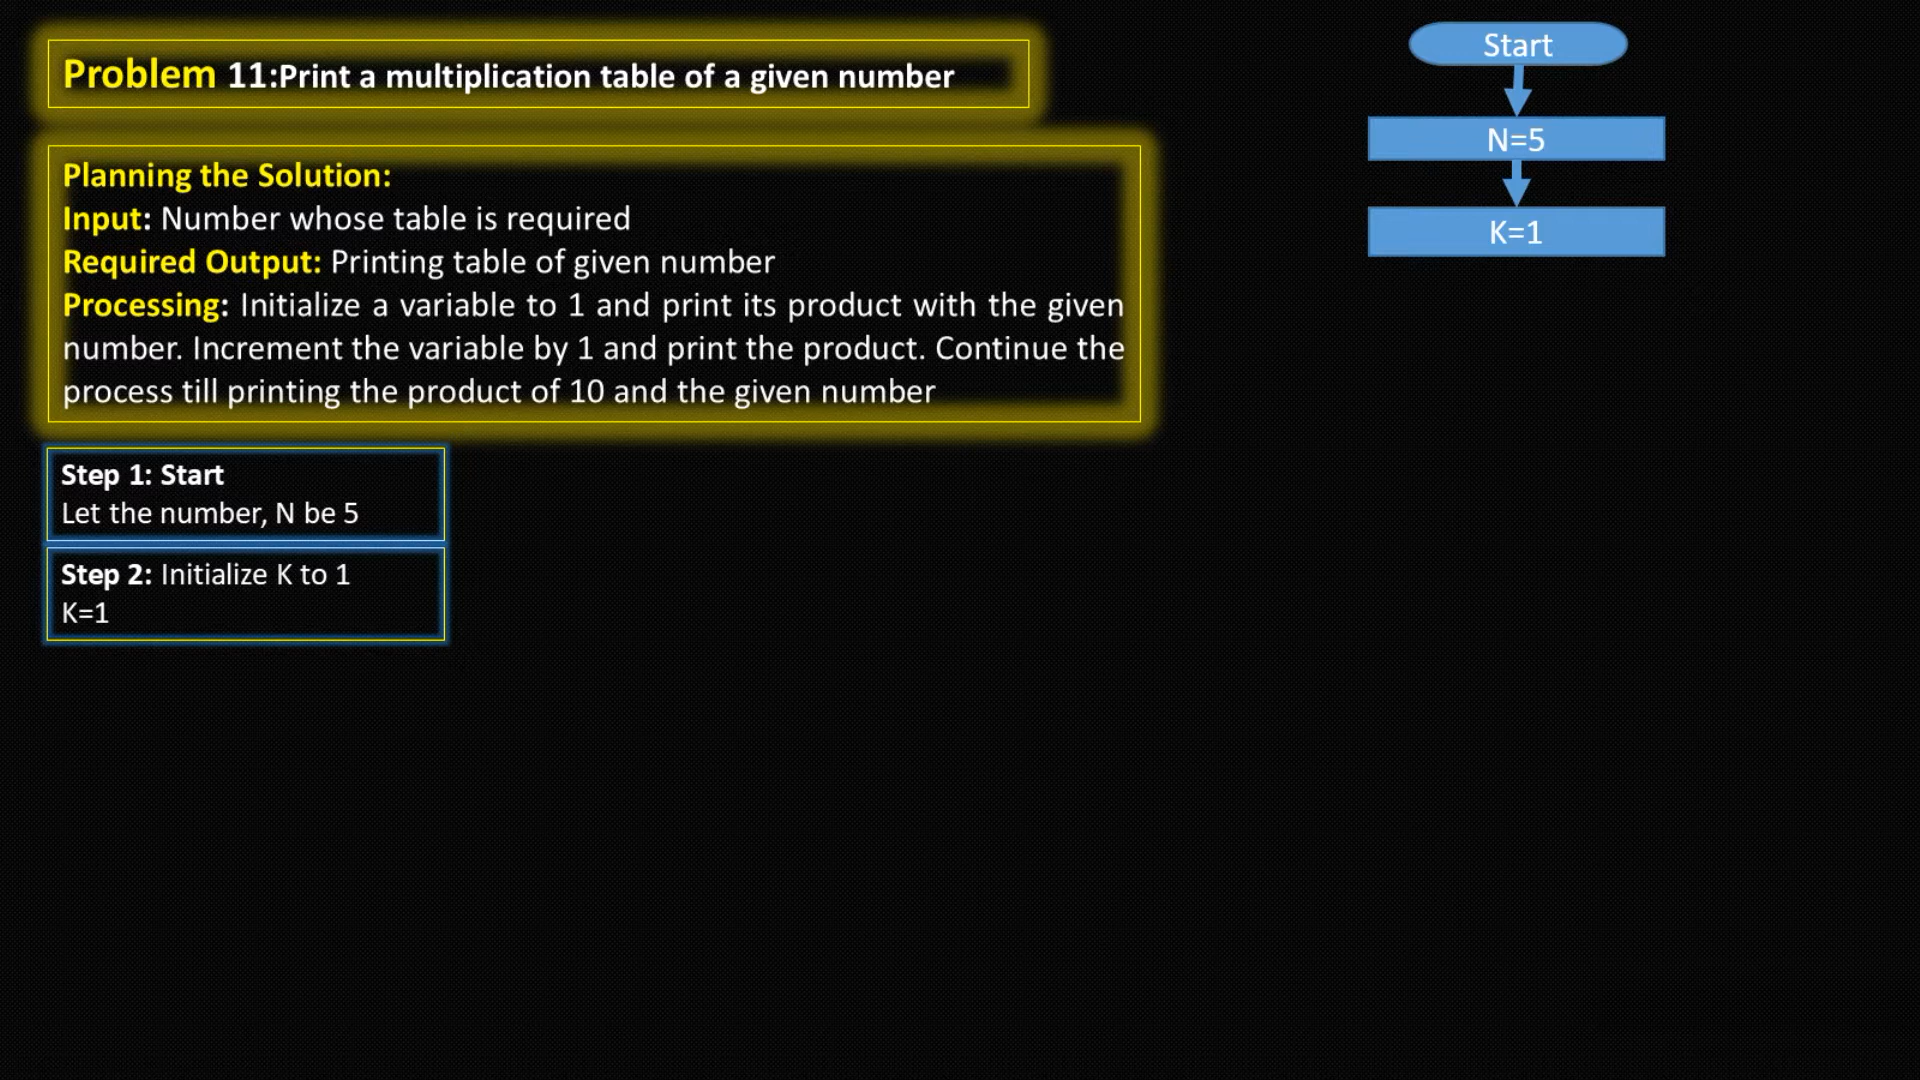 Problem 11:Print a multiplication table of a given number
Planning the Solution:
Input: Number whose table is required
Required Output: Printing table of given number
Processing: Initialize a variable to 1 and print its product with the given
number. Increment the variable by 1 and print the product. Continue the
process till printing the product of 10 and the given number
Step 1: Start
Let the number, N be 5
Step 2: Initialize K to 1
K=1
Start
N=5
K=1